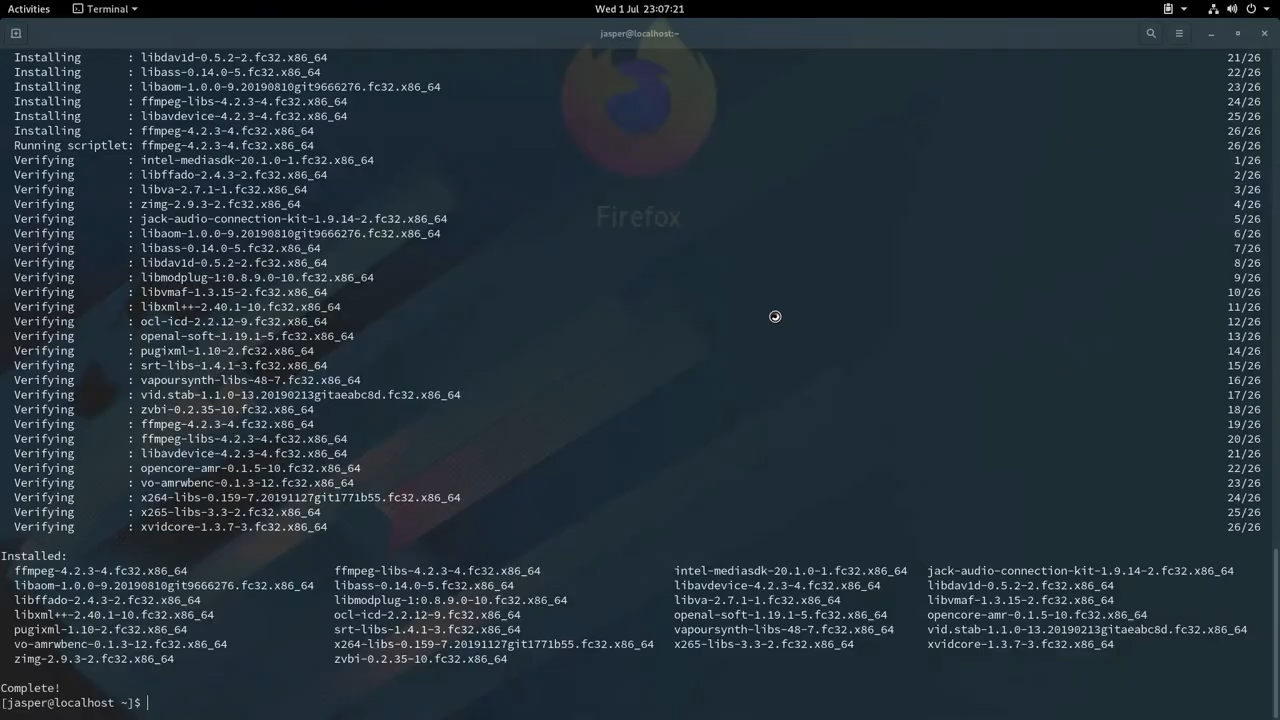 Activities Terminal Wed 1 Jul 23:07:21
jasper@localhost:~
Installing : libdav1d-0.5.2-2.fc32.x86_64 21/26
Installing : libass-0.14.0-5.fc32.x86_64 22/26
Installing : libaom-1.0.0-9.20190810git9666276.fc32.x86_64 23/26
Installing : ffmpeg-libs-4.2.3-4.fc32.x86_64 24/26
Installing : libavdevice-4.2.3-4.fc32.x86_64 25/26
Installing : ffmpeg-4.2.3-4.fc32.x86_64 26/26
Running scriptlet: ffmpeg-4.2.3-4.fc32.x86_64 26/26
Verifying : intel-mediasdk-20.1.0-1.fc32.x86_64 1/26
Verifying : libffado-2.4.3-2.fc32.x86_64 2/26
Verifying : libva-2.7.1-1.fc32.x86_64 3/26
Verifying : zimg-2.9.3-2.fc32.x86_64 4/26
Verifying : jack-audio-connection-kit-1.9.14-2.fc32.x86_64 5/26
Verifying : libaom-1.0.0-9.20190810git9666276.fc32.x86_64 6/26
Verifying : libass-0.14.0-5.fc32.x86_64 7/26
Verifying : libdav1d-0.5.2-2.fc32.x86_64 8/26
Verifying : libmodplug-1:0.8.9.0-10.fc32.x86_64 9/26
Verifying : libvmaf-1.3.15-2.fc32.x86_64 10/26
Verifying : libxml++-2.40.1-10.fc32.x86_64 11/26
Verifying : ocl-icd-2.2.12-9.fc32.x86_64 12/26
Verifying : openal-soft-1.19.1-5.fc32.x86_64 13/26
Verifying : pugixml-1.10-2.fc32.x86_64 14/26
Verifying : srt-libs-1.4.1-3.fc32.x86_64 15/26
Verifying : vapoursynth-libs-48-7.fc32.x86_64 16/26
Verifying : vid.stab-1.1.0-13.20190213gitaeabc8d.fc32.x86_64 17/26
Verifying : zvbi-0.2.35-10.fc32.x86_64 18/26
Verifying : ffmpeg-4.2.3-4.fc32.x86_64 19/26
Verifying : ffmpeg-libs-4.2.3-4.fc32.x86_64 20/26
Verifying : libavdevice-4.2.3-4.fc32.x86_64 21/26
Verifying : opencore-amr-0.1.5-10.fc32.x86_64 22/26
Verifying : vo-amrwbenc-0.1.3-12.fc32.x86_64 23/26
Verifying : x264-libs-0.159-7.20191127git1771b55.fc32.x86_64 24/26
Verifying : x265-libs-3.3-2.fc32.x86_64 25/26
Verifying : xvidcore-1.3.7-3.fc32.x86_64 26/26
Firefox
Installed:
ffmpeg-4.2.3-4.fc32.x86_64 ffmpeg-libs-4.2.3-4.fc32.x86_64 intel-mediasdk-20.1.0-1.fc32.x86_64 jack-audio-connection-kit-1.9.14-2.fc32.x86_64
libaom-1.0.0-9.20190810git9666276.fc32.x86_64 libass-0.14.0-5.fc32.x86_64 libavdevice-4.2.3-4.fc32.x86_64 libdav1d-0.5.2-2.fc32.x86_64
libffado-2.4.3-2.fc32.x86_64 libmodplug-1:0.8.9.0-10.fc32.x86_64 libva-2.7.1-1.fc32.x86_64 libvmaf-1.3.15-2.fc32.x86_64
libxml++-2.40.1-10.fc32.x86_64 ocl-icd-2.2.12-9.fc32.x86_64 openal-soft-1.19.1-5.fc32.x86_64 opencore-amr-0.1.5-10.fc32.x86_64
pugixml-1.10-2.fc32.x86_64 srt-libs-1.4.1-3.fc32.x86_64 vapoursynth-libs-48-7.fc32.x86_64 vid.stab-1.1.0-13.20190213gitaeabc8d.fc32.x86_64
vo-amrwbenc-0.1.3-12.fc32.x86_64 x264-libs-0.159-7.20191127git1771b55.fc32.x86_64 x265-libs-3.3-2.fc32.x86_64 xvidcore-1.3.7-3.fc32.x86_64
zimg-2.9.3-2.fc32.x86_64 zvbi-0.2.35-10.fc32.x86_64
Complete!
[jasper@localhost ~]$